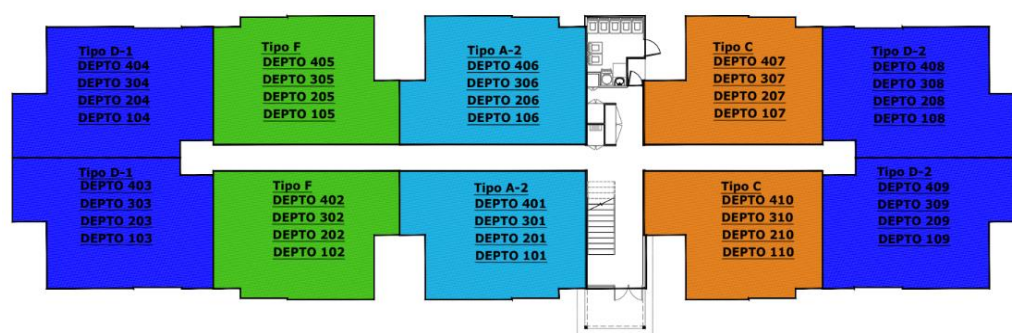 Tipo D-1
DEPTO 404
DEPTO 304
DEPTO 204
DEPTO 104
Tipo F
DEPTO 405
DEPTO 305
DEPTO 205
DEPTO 105
Tipo A-2
DEPTO 406
DEPTO 306
DEPTO 206
DEPTO 106
Tipo C
DEPTO 407
DEPTO 307
DEPTO 207
DEPTO 107
Tipo D-2
DEPTO 408
DEPTO 308
DEPTO 208
DEPTO 108
Tipo D-1
DEPTO 403
DEPTO 303
DEPTO 203
DEPTO 103
Tipo F
DEPTO 402
DEPTO 302
DEPTO 202
DEPTO 102
Tipo A-2
DEPTO 401
DEPTO 301
DEPTO 201
DEPTO 101
Tipo C
DEPTO 410
DEPTO 310
DEPTO 210
DEPTO 110
Tipo D-2
DEPTO 409
DEPTO 309
DEPTO 209
DEPTO 109